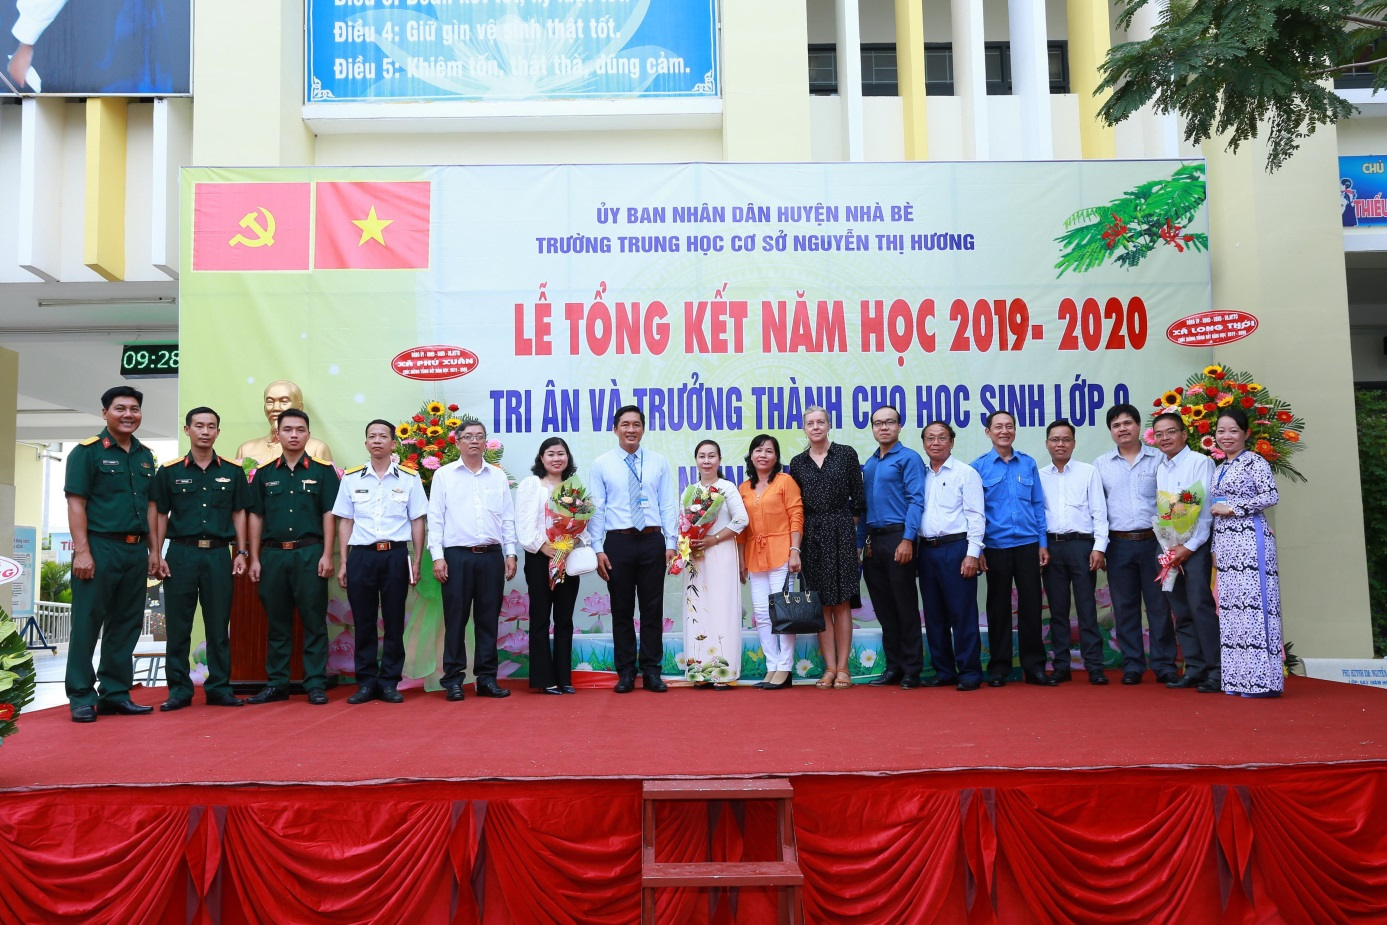 Điều 4: Giữ gìn vệ sinh thật tốt.
Điều 5: Khiêm tốn, thật thà, dũng cảm.
CHỦ
THIẾU
ỦY BAN NHÂN DÂN HUYỆN NHÀ BÈ
TRƯỜNG TRUNG HỌC CƠ SỞ NGUYỄN THỊ HƯƠNG
LỄ TỔNG KẾT NĂM HỌC 2019- 2020
XÃ LONG THỚI
09:28
XÃ PHÚ XUÂN
TRI ÂN VÀ TRƯỞNG THÀNH CHO HỌC SINH LỚP 9